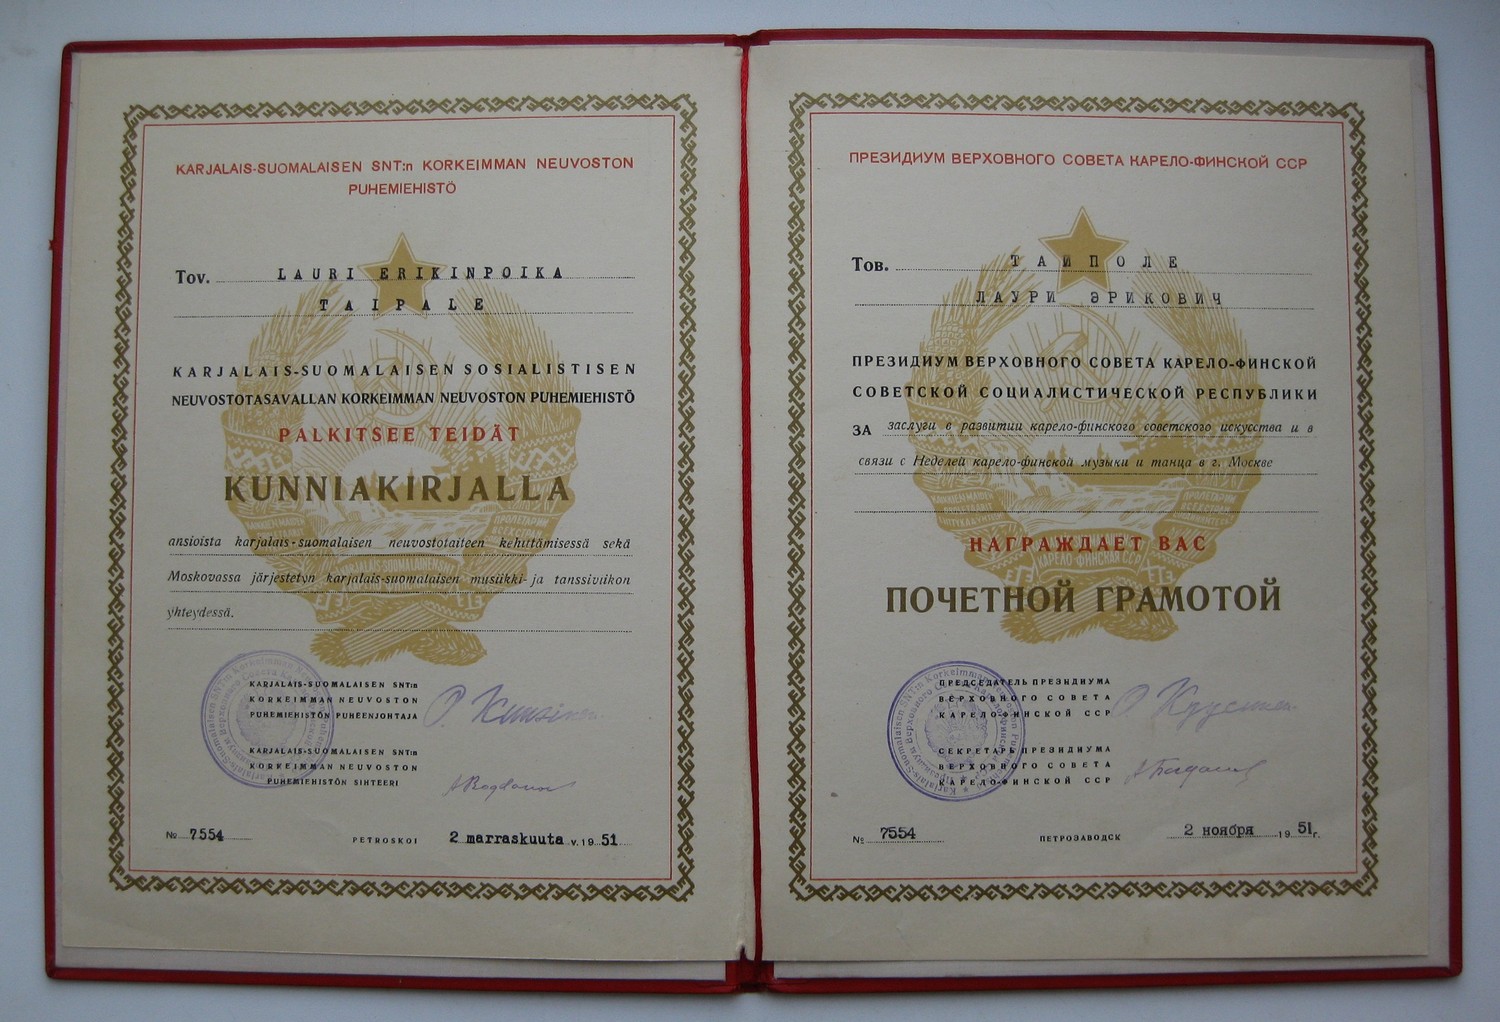 KARJALAIS-SUOMALAISEN SNT:n KORKEIMMAN NEUVOSTON
PUHEMIEHISTÖ
Tov. LAURI ERIKINPOIKA
TAIPALE
KARJALAIS-SUOMALAISEN SOSIALISTISEN
NEUVOSTOTASAVALLAN KORKEIMMAN NEUVOSTON PUHEMIEHISTÖ
PALKITSEE TEIDÄT
KUNNIAKIRJALLA
ansioista karjalais-suomalaisen neuvostotaiteen kehittämisessä sekä
Moskovassa järjestetyn karjalais-suomalaisen musiikki- ja tanssiviikon
yhteydessä.
KARJALAIS-SUOMALAISEN SNT:n
KORKEIMMAN NEUVOSTON
PUHEMIEHISTÖN PUHEENJOHTAJA
O. Kuusinen
KARJALAIS-SUOMALAISEN SNT:n
KORKEIMMAN NEUVOSTON
PUHEMIEHISTÖN SIHTEERI
№ 7554 PETROSKOI 2 marraskuuta v. 1951
ПРЕЗИДИУМ ВЕРХОВНОГО СОВЕТА КАРЕЛО-ФИНСКОЙ ССР
Тов. ТАЙПОЛЕ
ЛАУРИ ЭРИКОВИЧ
ПРЕЗИДИУМ ВЕРХОВНОГО СОВЕТА КАРЕЛО-ФИНСКОЙ
СОВЕТСКОЙ СОЦИАЛИСТИЧЕСКОЙ РЕСПУБЛИКИ
ЗА заслуги в развитии карело-финского советского искусства и в
связи с Неделей карело-финской музыки и танца в г. Москве
НАГРАЖДАЕТ ВАС
ПОЧЕТНОЙ ГРАМОТОЙ
ПРЕДСЕДАТЕЛЬ ПРЕЗИДИУМА
ВЕРХОВНОГО СОВЕТА
КАРЕЛО-ФИНСКОЙ ССР
О Куусинен
СЕКРЕТАРЬ ПРЕЗИДИУМА
ВЕРХОВНОГО СОВЕТА
КАРЕЛО-ФИНСКОЙ ССР
№ 7554 ПЕТРОЗАВОДСК 2 ноября 1951г.